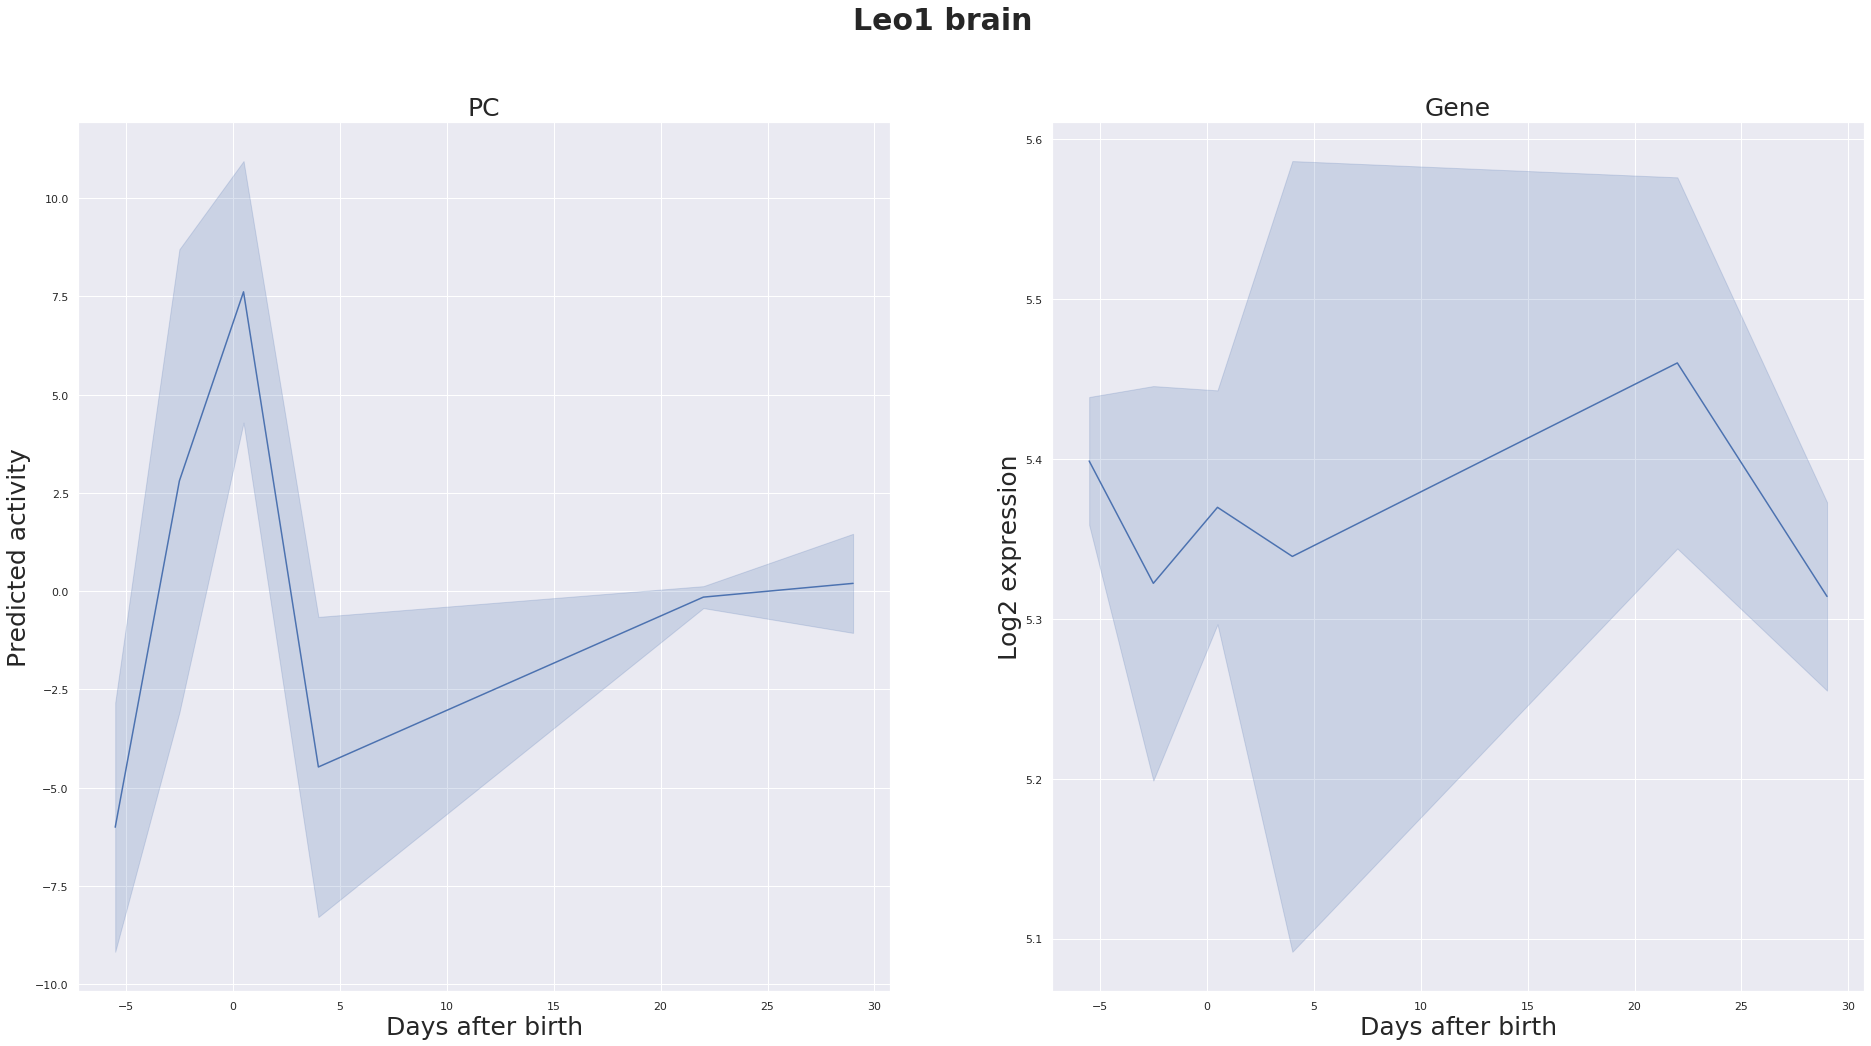 Leo1 brain
PC
Predicted activity
10.0
7.5
5.0
2.5
0.0
−2.5
−5.0
−7.5
−10.0
−5 0 5 10 15 20 25 30
Days after birth
Gene
Log2 expression
5.6
5.5
5.4
5.3
5.2
5.1
−5 0 5 10 15 20 25 30
Days after birth